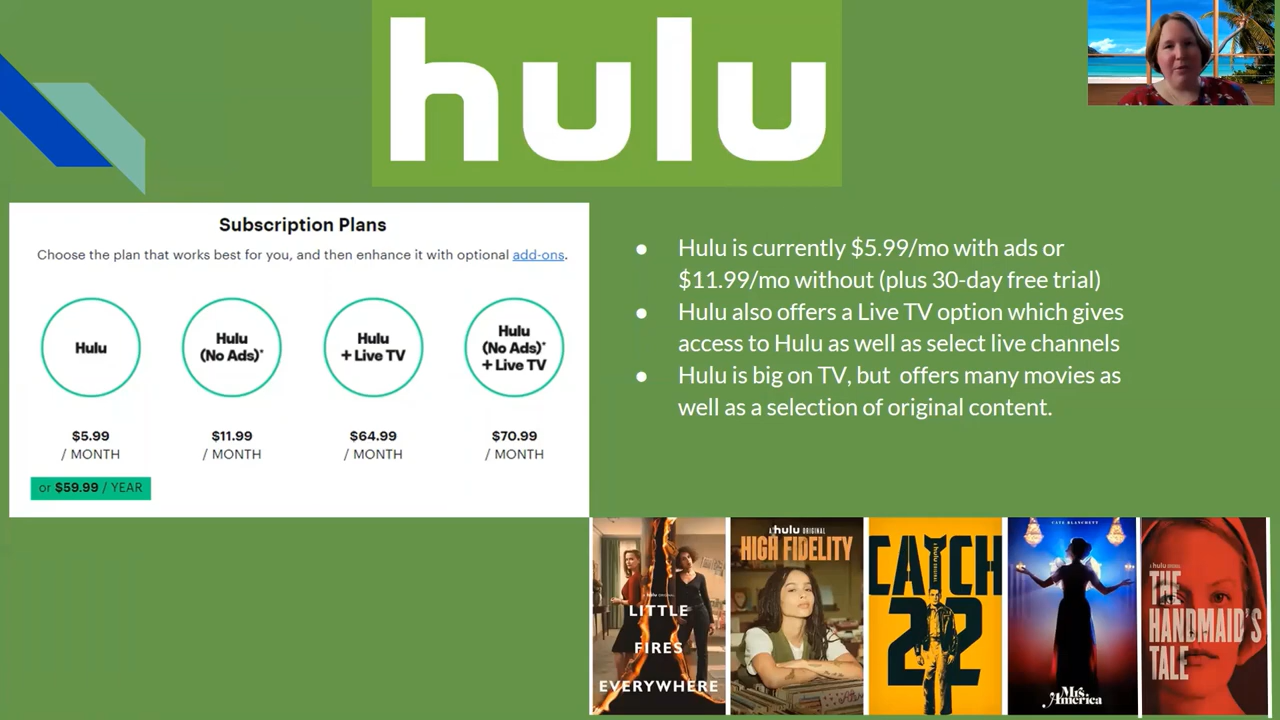 hulu
Subscription Plans
Choose the plan that works best for you, and then enhance it with optional add-ons.
Hulu
$5.99
/ MONTH
or $59.99 / YEAR
Hulu
(No Ads)*
$11.99
/ MONTH
Hulu
+ Live TV
$64.99
/ MONTH
Hulu
(No Ads)*
+ Live TV
$70.99
/ MONTH
● Hulu is currently $5.99/mo with ads or
$11.99/mo without (plus 30-day free trial)
● Hulu also offers a Live TV option which gives
access to Hulu as well as select live channels
● Hulu is big on TV, but offers many movies as
well as a selection of original content.
a hulu ORIGINAL
LITTLE
FIRES
EVERYWHERE
A hulu ORIGINAL
HIGH FIDELITY
CATCH
22
a hulu ORIGINAL
CATE BLANCHETT
Mrs.
America
a hulu ORIGINAL
THE
HANDMAID'S
TALE